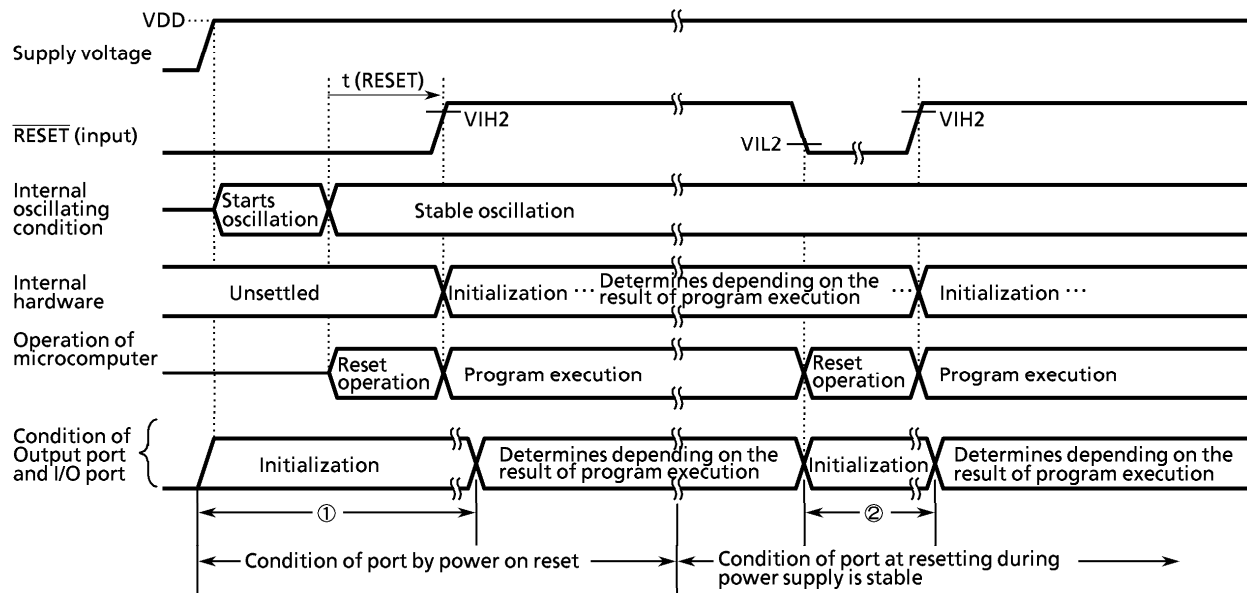 VDD
Supply voltage
t (RESET)
RESET (input)
VIH2
VIL2
VIH2
Internal
oscillating
condition
Starts
oscillation
Stable oscillation
Internal
hardware
Unsettled
Initialization ···
Determines depending on the
result of program execution
···
Initialization ···
Operation of
microcomputer
Reset
operation
Program execution
Reset
operation
Program execution
Condition of
Output port
and I/O port
Initialization
Determines depending on the
result of program execution
Initialization
Determines depending on the
result of program execution
①
②
Condition of port by power on reset
Condition of port at resetting during
power supply is stable